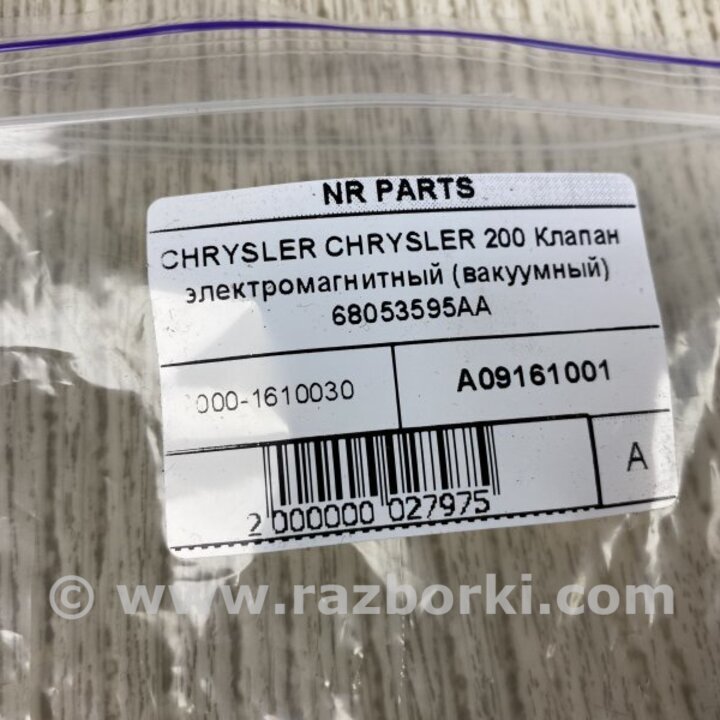 NR PARTS
CHRYSLER CHRYSLER 200 Клапан
электромагнитный (вакуумный)
68053595AA
000-1610030
A09161001
A
2 000000 027975
© www.razborki.com